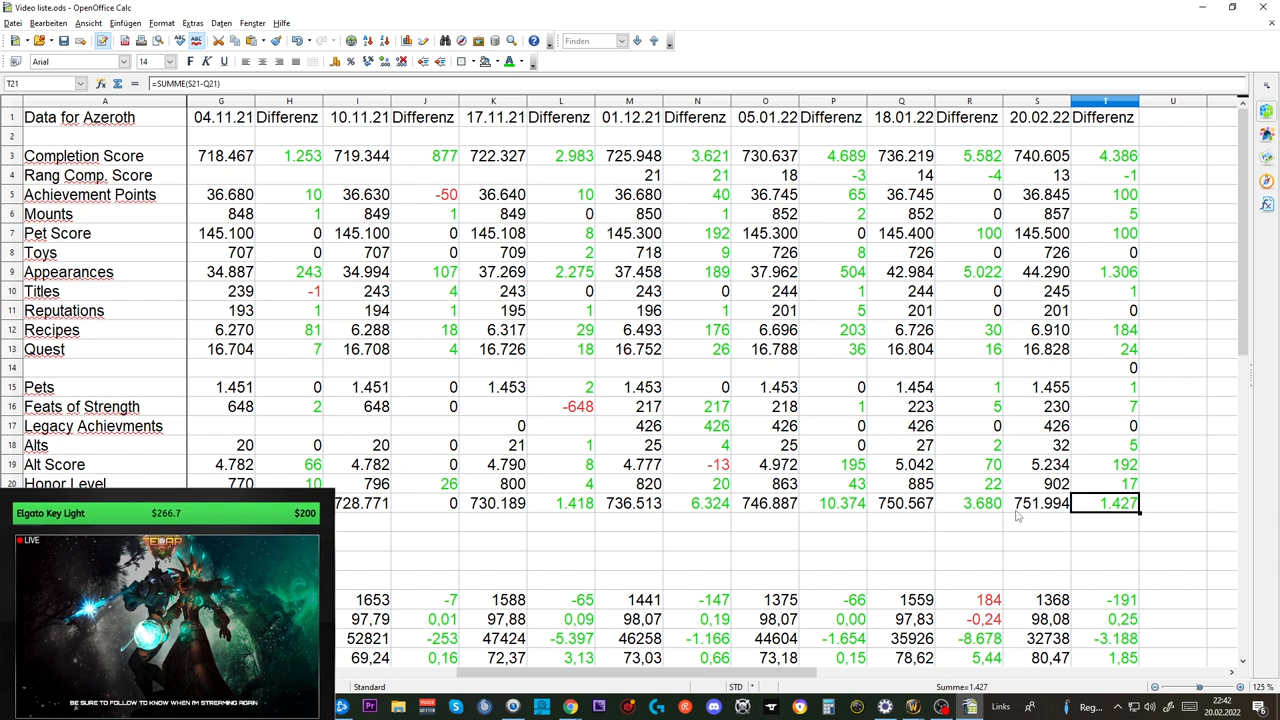 Video liste.ods - OpenOffice Calc
Datei Bearbeiten Ansicht Einfügen Format Extras Daten Fenster Hilfe
Finden
Arial 14
T21 =SUMME(S21-Q21)
A G H I J K L M N O P Q R S T U
1 Data for Azeroth 04.11.21 Differenz 10.11.21 Differenz 17.11.21 Differenz 01.12.21 Differenz 05.01.22 Differenz 18.01.22 Differenz 20.02.22 Differenz
2
3 Completion Score 718.467 1.253 719.344 877 722.327 2.983 725.948 3.621 730.637 4.689 736.219 5.582 740.605 4.386
4 Rang Comp. Score 21 21 18 -3 14 -4 13 -1
5 Achievement Points 36.680 10 36.630 -50 36.640 10 36.680 40 36.745 65 36.745 0 36.845 100
6 Mounts 848 1 849 1 849 0 850 1 852 2 852 0 857 5
7 Pet Score 145.100 0 145.100 0 145.108 8 145.300 192 145.300 0 145.400 100 145.500 100
8 Toys 707 0 707 0 709 2 718 9 726 8 726 0 726 0
9 Appearances 34.887 243 34.994 107 37.269 2.275 37.458 189 37.962 504 42.984 5.022 44.290 1.306
10 Titles 239 -1 243 4 243 0 243 0 244 1 244 0 245 1
11 Reputations 193 1 194 1 195 1 196 1 201 5 201 0 201 0
12 Recipes 6.270 81 6.288 18 6.317 29 6.493 176 6.696 203 6.726 30 6.910 184
13 Quest 16.704 7 16.708 4 16.726 18 16.752 26 16.788 36 16.804 16 16.828 24
14 0
15 Pets 1.451 0 1.451 0 1.453 2 1.453 0 1.453 0 1.454 1 1.455 1
16 Feats of Strength 648 2 648 0 -648 217 217 218 1 223 5 230 7
17 Legacy Achievments 0 426 426 426 0 426 0 426 0
18 Alts 20 0 20 0 21 1 25 4 25 0 27 2 32 5
19 Alt Score 4.782 66 4.782 0 4.790 8 4.777 -13 4.972 195 5.042 70 5.234 192
20 Honor Level 770 10 796 26 800 4 820 20 863 43 885 22 902 17
728.771 0 730.189 1.418 736.513 6.324 746.887 10.374 750.567 3.680 751.994 1.427
1653 -7 1588 -65 1441 -147 1375 -66 1559 184 1368 -191
97,79 0,01 97,88 0,09 98,07 0,19 98,07 0,00 97,83 -0,24 98,08 0,25
52821 -253 47424 -5.397 46258 -1.166 44604 -1.654 35926 -8.678 32738 -3.188
69,24 0,16 72,37 3,13 73,03 0,66 73,18 0,15 78,62 5,44 80,47 1,85
Elgato Key Light $266.7 $200
LIVE
BE SURE TO FOLLOW TO KNOW WHEN I'M STREAMING AGAIN
Standard STD * Summe=1.427 125 %
Links Reg... 22:42
20.02.2022